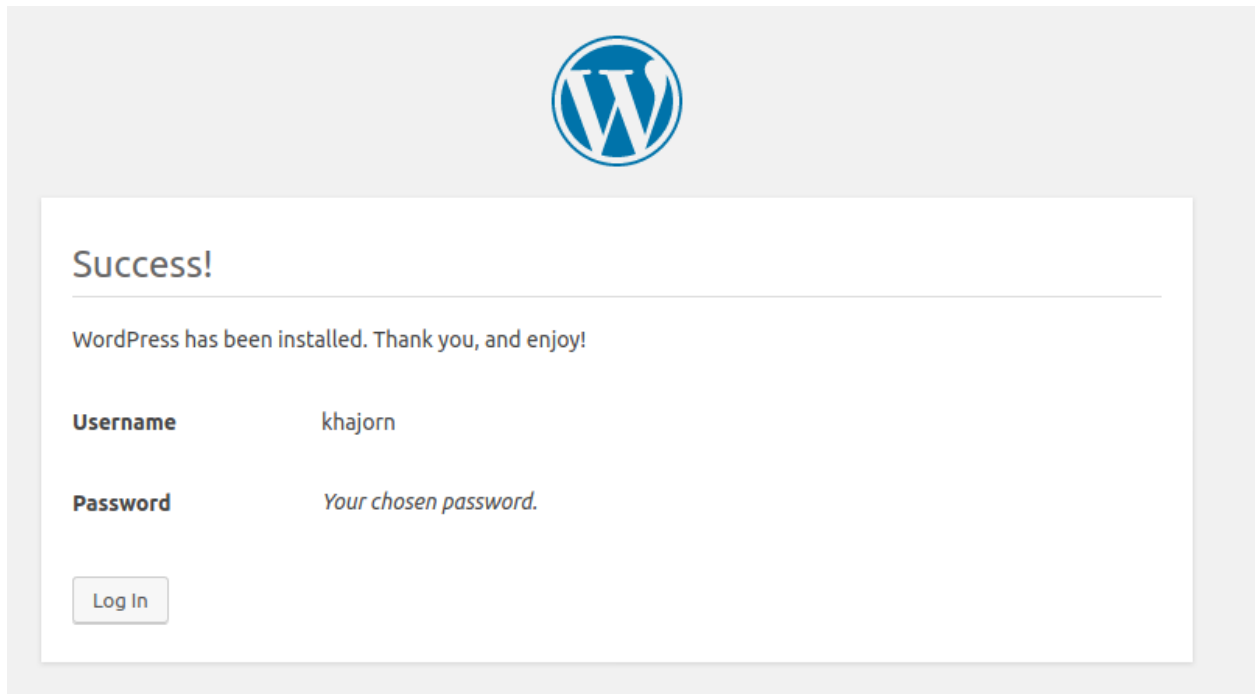 Success!
WordPress has been installed. Thank you, and enjoy!
Username khajorn
Password Your chosen password.
Log In